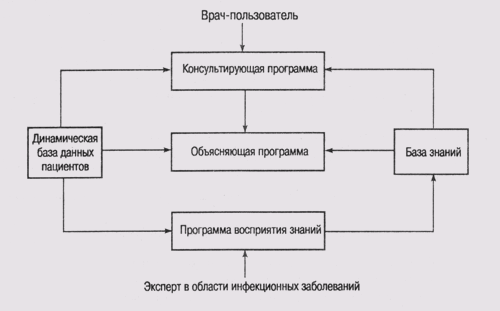 Врач-пользователь
Консультирующая программа
Динамическая
база данных
пациентов
Объясняющая программа
База знаний
Программа восприятия знаний
Эксперт в области инфекционных заболеваний